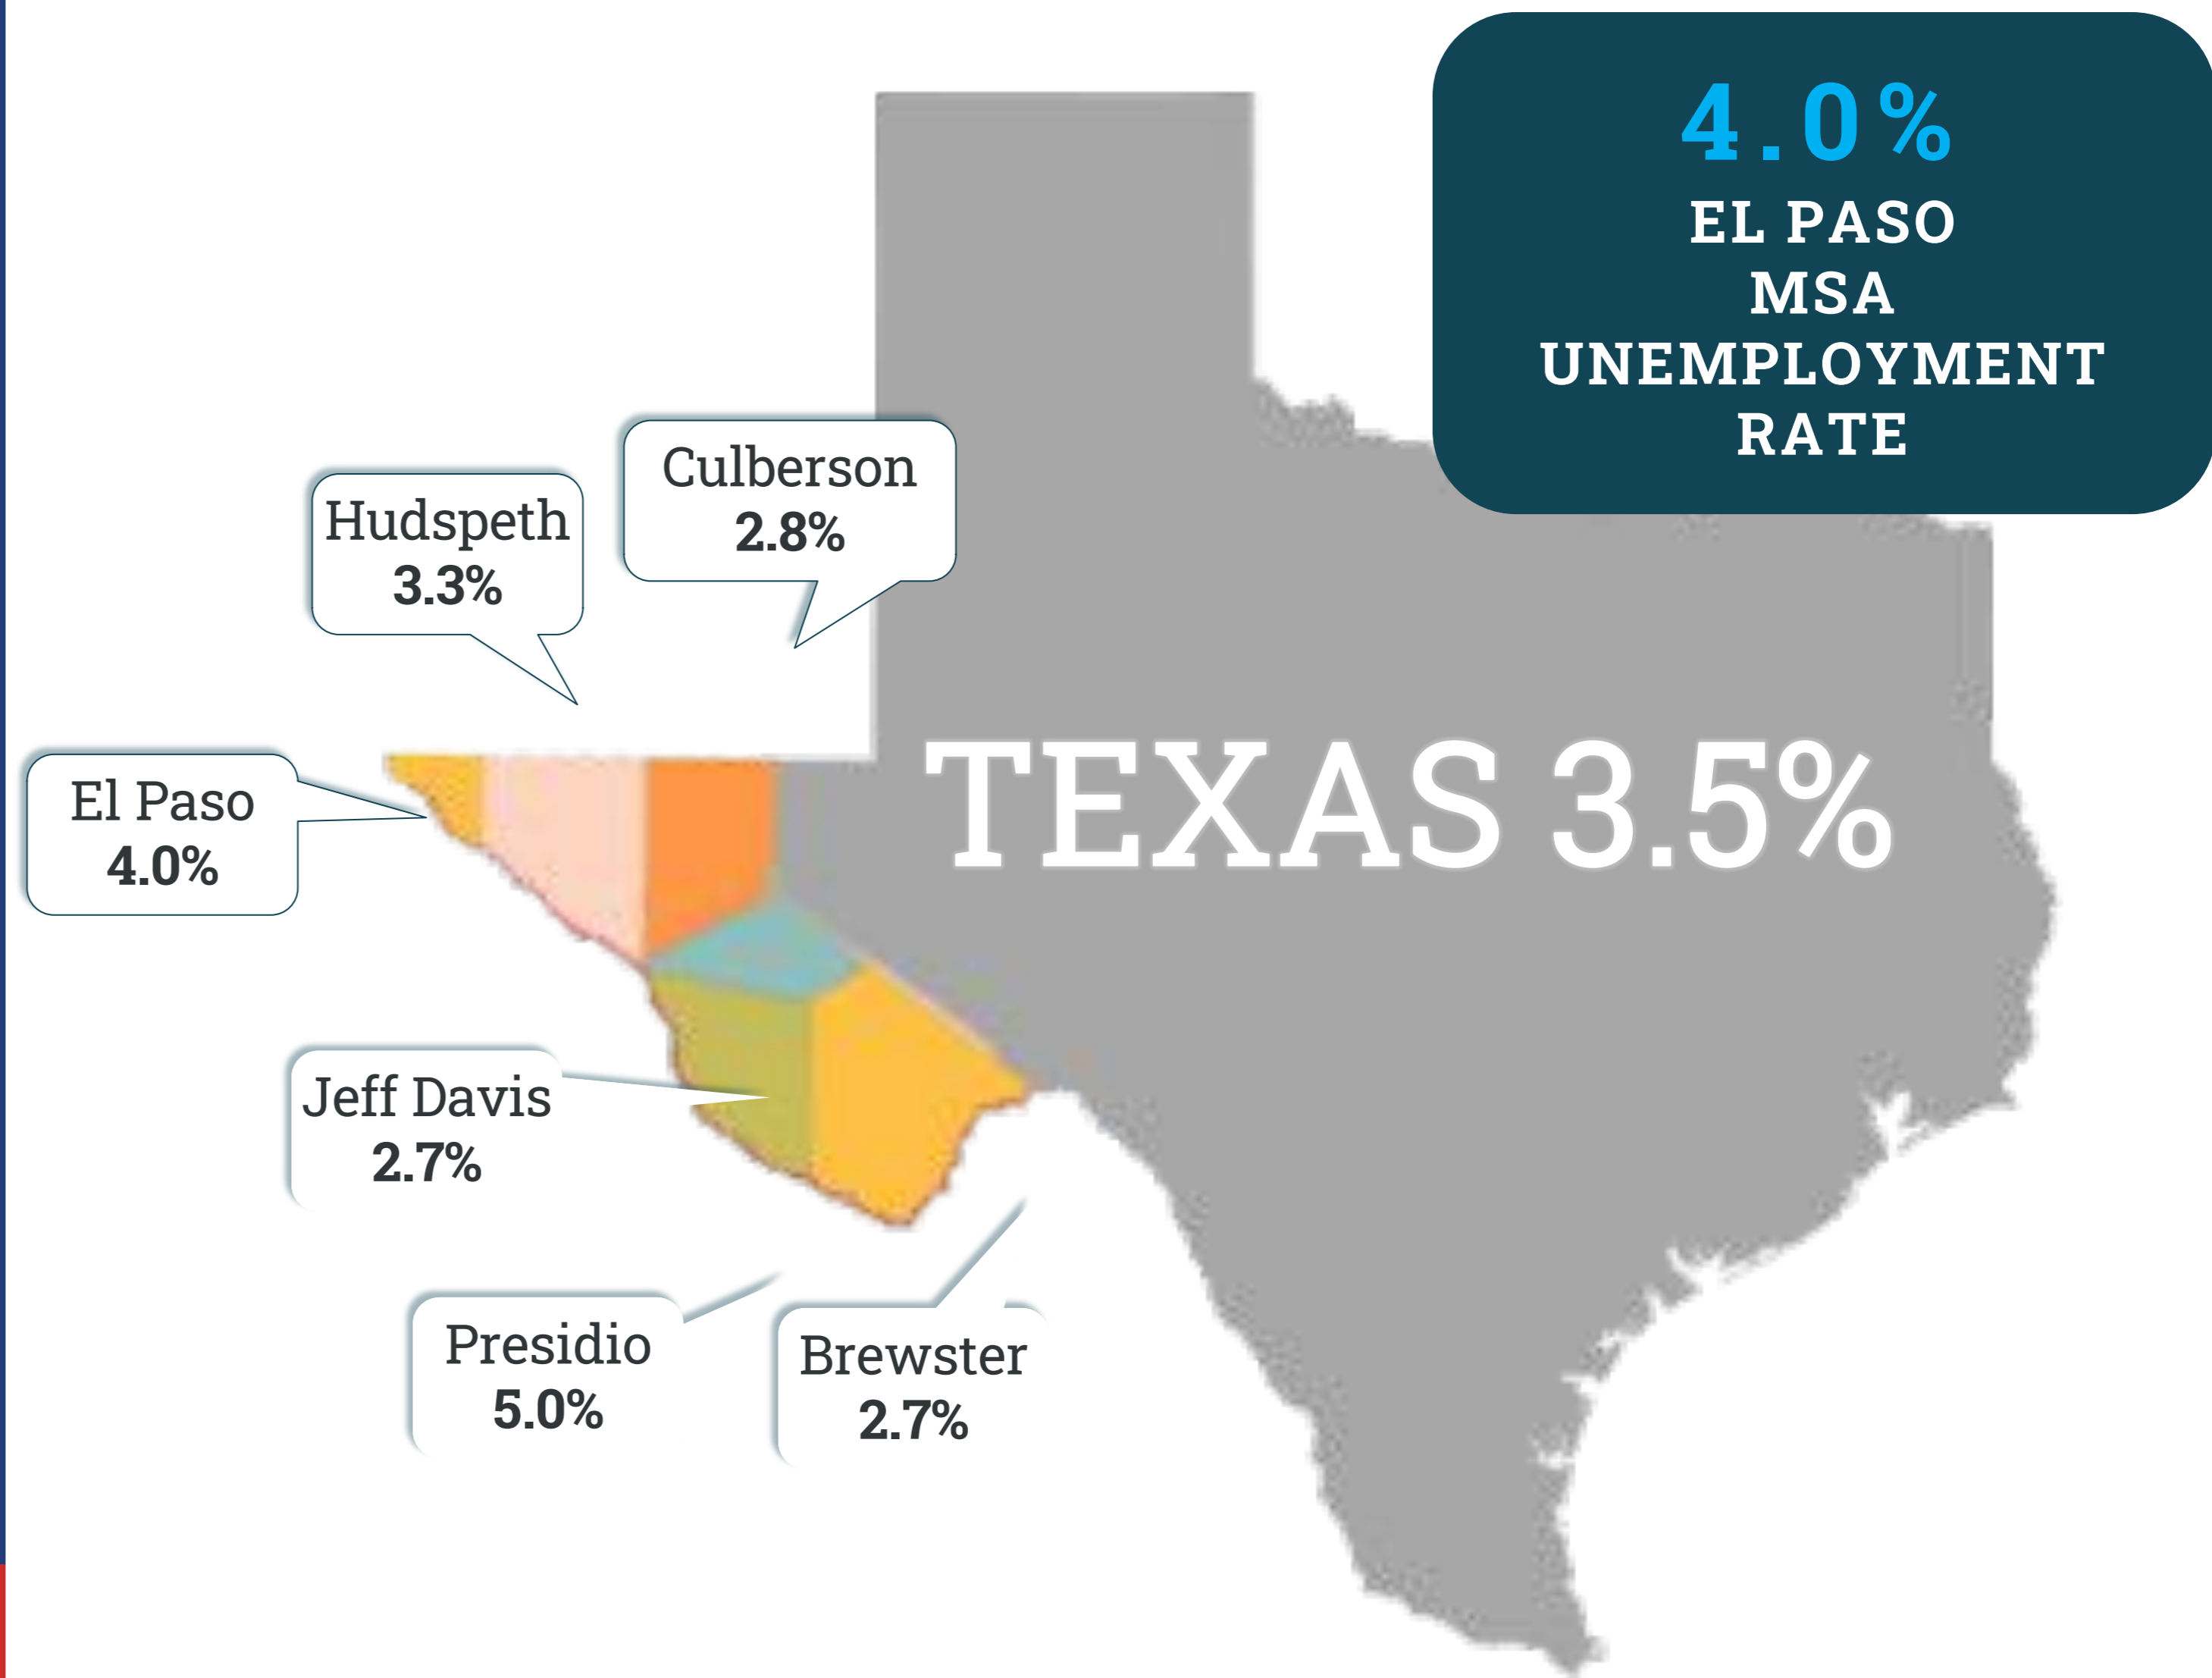 4.0%
EL PASO
MSA
UNEMPLOYMENT
RATE
Culberson
2.8%
Hudspeth
3.3%
TEXAS 3.5%
El Paso
4.0%
Jeff Davis
2.7%
Presidio
5.0%
Brewster
2.7%